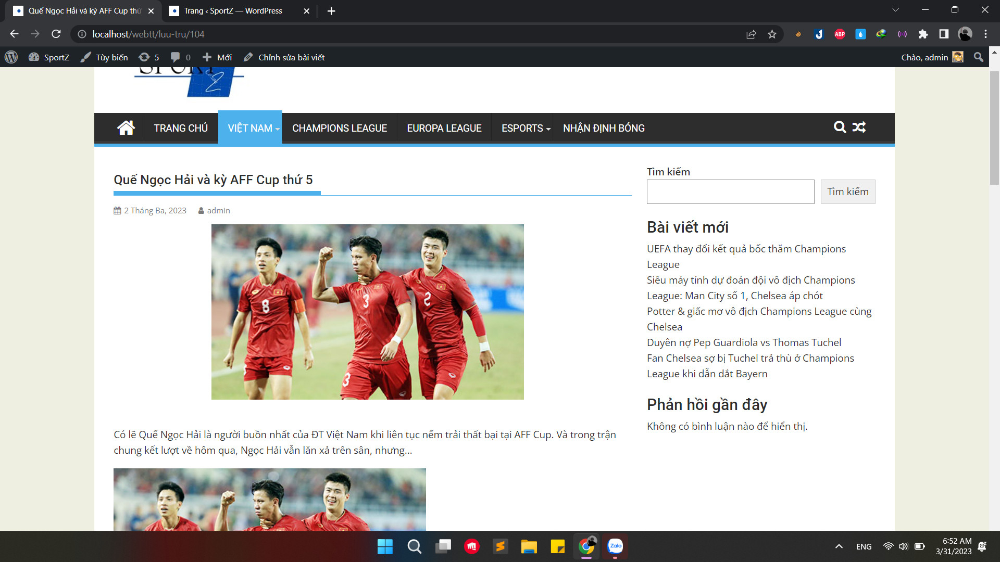 Quế Ngọc Hải và kỳ AFF Cup thứ
Trang ‹ SportZ — WordPress
localhost/webtt/luu-tru/104
ABP
SportZ
Tùy biến
5
0
Mới
Chỉnh sửa bài viết
Chào, admin
SPORT
2
TRANG CHỦ
VIỆT NAM
CHAMPIONS LEAGUE
EUROPA LEAGUE
ESPORTS
NHẬN ĐỊNH BÓNG
Quế Ngọc Hải và kỳ AFF Cup thứ 5
2 Tháng Ba, 2023
admin
8
3
2
3
Có lẽ Quế Ngọc Hải là người buồn nhất của ĐT Việt Nam khi liên tục nếm trải thất bại tại AFF Cup. Và trong trận
chung kết lượt về hôm qua, Ngọc Hải vẫn lăn xả trên sân, nhưng...
Tìm kiếm
Tìm kiếm
Bài viết mới
UEFA thay đổi kết quả bốc thăm Champions
League
Siêu máy tính dự đoán đội vô địch Champions
League: Man City số 1, Chelsea áp chót
Potter & giấc mơ vô địch Champions League cùng
Chelsea
Duyên nợ Pep Guardiola vs Thomas Tuchel
Fan Chelsea sợ bị Tuchel trả thù ở Champions
League khi dẫn dắt Bayern
Phản hồi gần đây
Không có bình luận nào để hiển thị.
Zalo
ENG
6:52 AM
3/31/2023